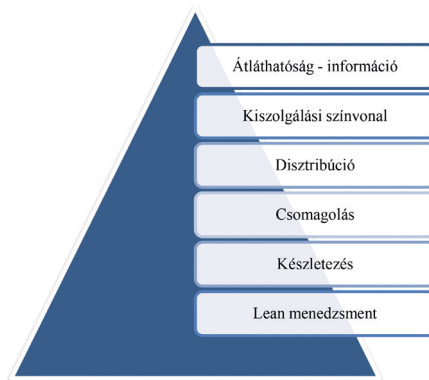 Átláthatóság - információ
Kiszolgálási színvonal
Disztribúció
Csomagolás
Készletezés
Lean menedzsment